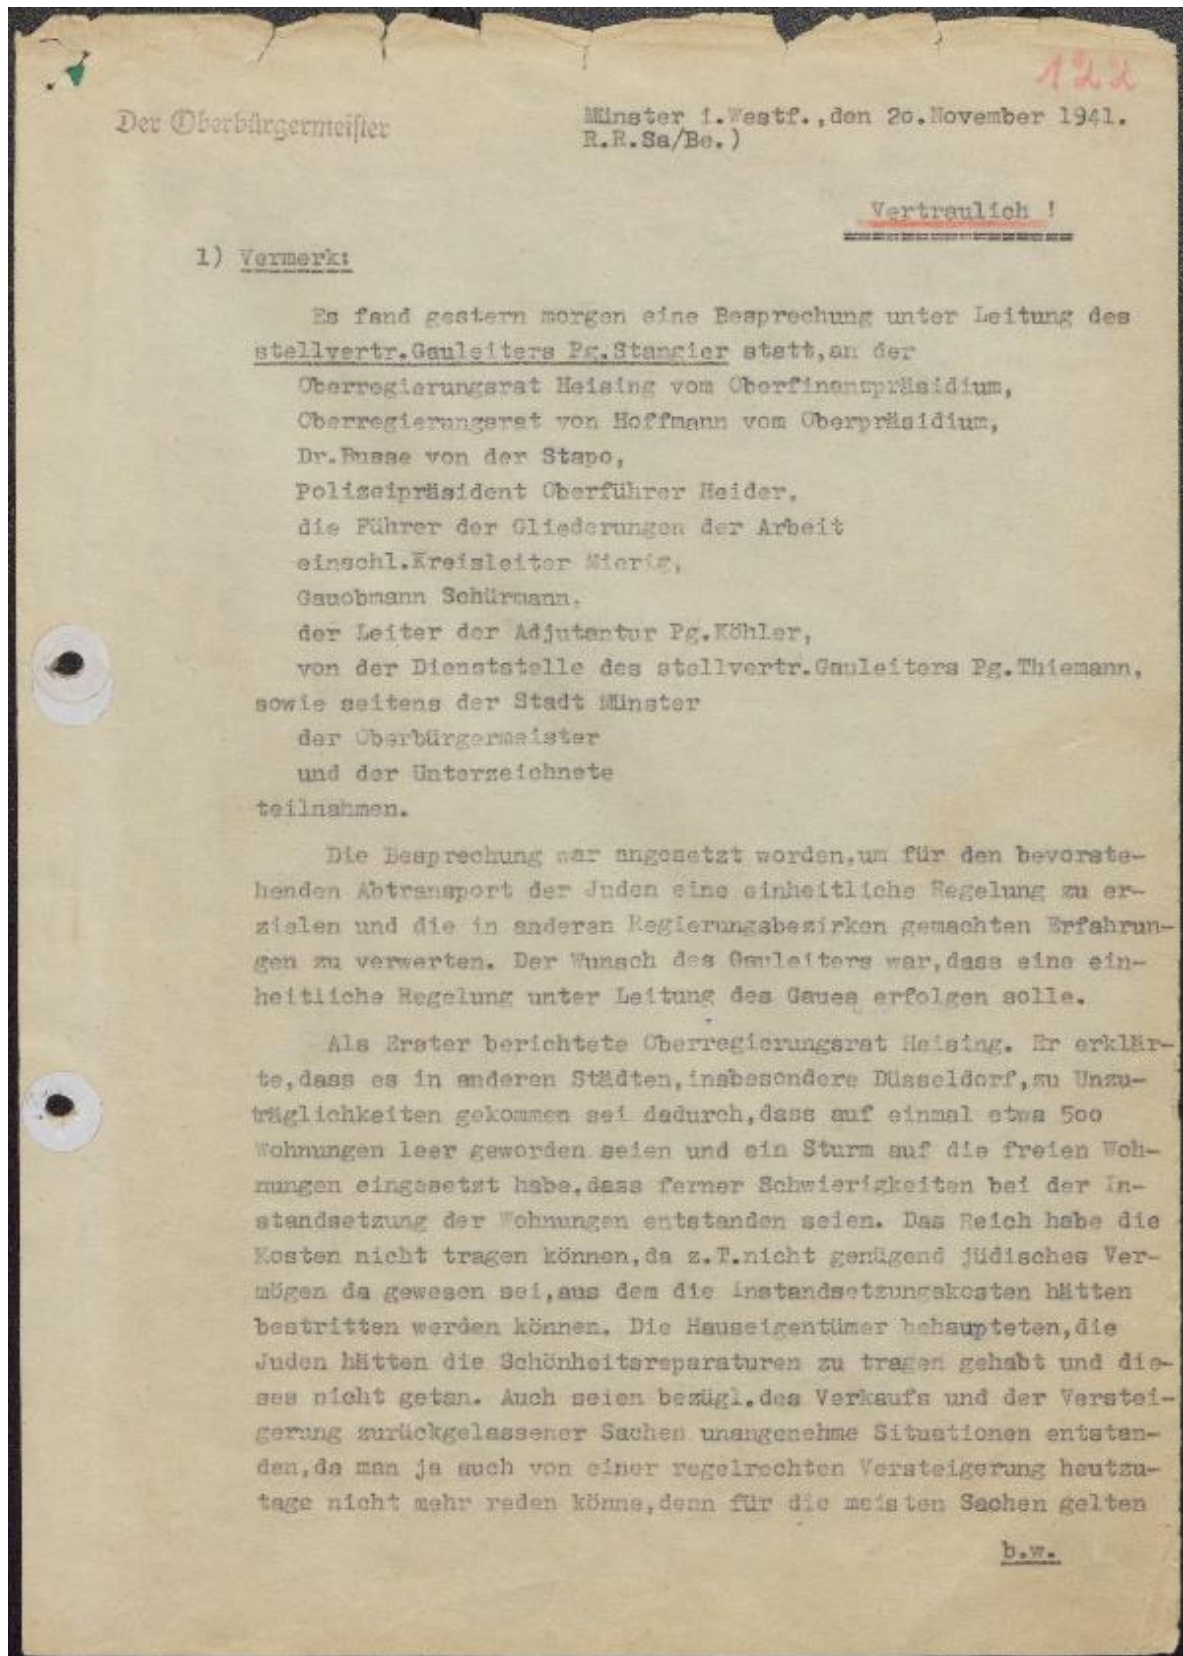 122
Der Oberbürgermeister
Münster i.Westf.,den 20.November 1941.
R.R.Sa/Be.)
Vertraulich !
1) Vermerk:
Es fand gestern morgen eine Besprechung unter Leitung des
stellvertr.Gauleiters Pg.Stangier statt,an der
Oberregierungsrat Heising vom Oberfinanzpräsidium,
Oberregierungsrat von Hoffmann vom Oberpräsidium,
Dr.Busse von der Stapo,
Polizeipräsident Oberführer Heider,
die Führer der Gliederungen der Arbeit
einschl.Kreisleiter Mierig,
Gauobmann Schürmann,
der Leiter der Adjutantur Pg.Köhler,
von der Dienststelle des stellvertr.Gauleiters Pg.Thiemann,
sowie seitens der Stadt Münster
der Oberbürgermeister
und der Unterzeichnete
teilnahmen.
Die Besprechung war angesetzt worden,um für den bevorste-
henden Abtransport der Juden eine einheitliche Regelung zu er-
zielen und die in anderen Regierungsbezirken gemachten Erfahrun-
gen zu verwerten. Der Wunsch des Gauleiters war,dass eine ein-
heitliche Regelung unter Leitung des Gaues erfolgen solle.
Als Erster berichtete Oberregierungsrat Heising. Er erklär-
te,dass es in anderen Städten,insbesondere Düsseldorf,zu Unzu-
träglichkeiten gekommen sei dadurch,dass auf einmal etwa 500
Wohnungen leer geworden seien und ein Sturm auf die freien Woh-
nungen eingesetzt habe,dass ferner Schwierigkeiten bei der In-
standsetzung der Wohnungen entstanden seien. Das Reich habe die
Kosten nicht tragen können,da z.T.nicht genügend jüdisches Ver-
mögen da gewesen sei,aus dem die Instandsetzungskosten hätten
bestritten werden können. Die Hauseigentümer behaupteten,die
Juden hätten die Schönheitsreparaturen zu tragen gehabt und die-
ses nicht getan. Auch seien bezügl.des Verkaufs und der Verstei-
gerung zurückgelassener Sachen unangenehme Situationen entstan-
den,da man ja auch von einer regelrechten Versteigerung heutzu-
tage nicht mehr reden könne,denn für die meisten Sachen gelten
b.w.